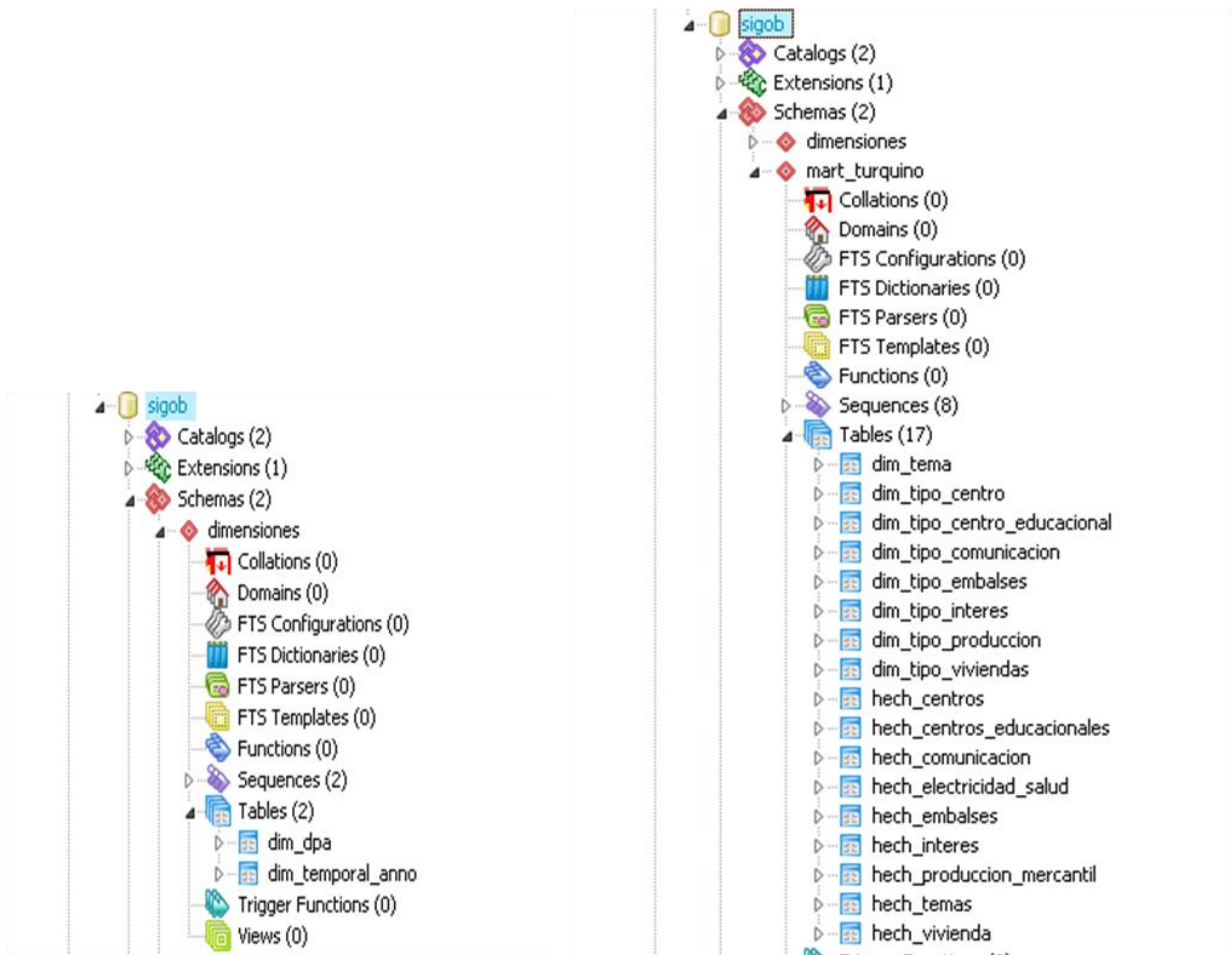 sigob
Catalogs (2)
Extensions (1)
Schemas (2)
dimensiones
Collations (0)
Domains (0)
FTS Configurations (0)
FTS Dictionaries (0)
FTS Parsers (0)
FTS Templates (0)
Functions (0)
Sequences (2)
Tables (2)
dim_dpa
dim_temporal_anno
Trigger Functions (0)
Views (0)
sigob
Catalogs (2)
Extensions (1)
Schemas (2)
dimensiones
mart_turquino
Collations (0)
Domains (0)
FTS Configurations (0)
FTS Dictionaries (0)
FTS Parsers (0)
FTS Templates (0)
Functions (0)
Sequences (8)
Tables (17)
dim_tema
dim_tipo_centro
dim_tipo_centro_educacional
dim_tipo_comunicacion
dim_tipo_embalses
dim_tipo_interes
dim_tipo_produccion
dim_tipo_viviendas
hech_centros
hech_centros_educacionales
hech_comunicacion
hech_electricidad_salud
hech_embalses
hech_interes
hech_produccion_mercantil
hech_temas
hech_vivienda